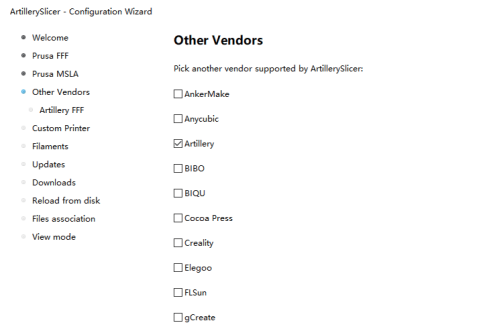 ArtillerySlicer - Configuration Wizard
Welcome
Prusa FFF
Prusa MSLA
Other Vendors
Artillery FFF
Custom Printer
Filaments
Updates
Downloads
Reload from disk
Files association
View mode
Other Vendors
Pick another vendor supported by ArtillerySlicer:
AnkerMake
Anycubic
Artillery
BIBO
BIQU
Cocoa Press
Creality
Elegoo
FLSun
gCreate